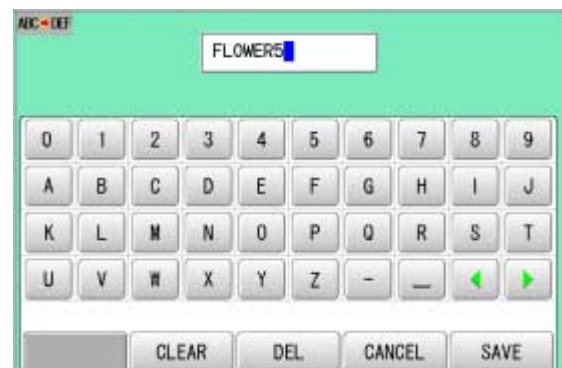 ABC➡DEF
FLOWER5
0 1 2 3 4 5 6 7 8 9
A B C D E F G H I J
K L M N O P Q R S T
U V W X Y Z - _
CLEAR DEL CANCEL SAVE